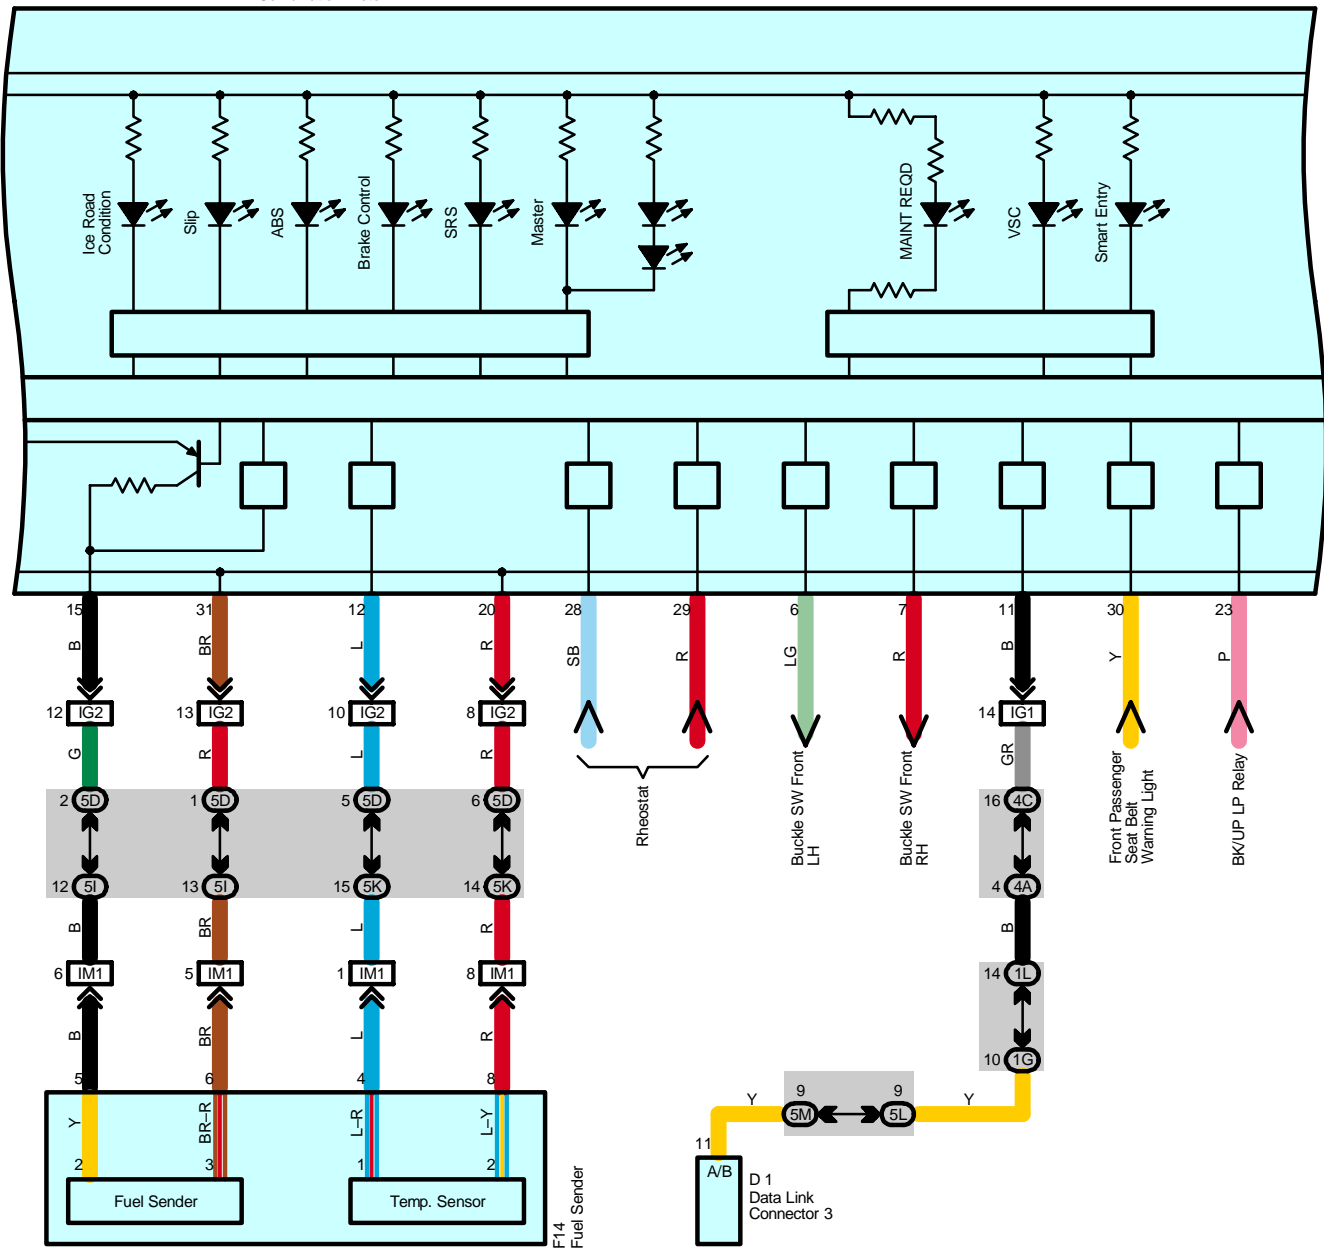 Ice Road
Condition
Slip
ABS
Brake Control
SRS
Master
MAINT REQD
VSC
Smart Entry
15 31 12 20 28 29 6 7 11 30 23
B BR L R SB R LG R B Y P
12 IG2 13 IG2 10 IG2 8 IG2 14 IG1
G R L R GR
Rheostat
Buckle SW Front
LH
Buckle SW Front
RH
Front Passenger
Seat Belt
Warning Light
BK/UP LP Relay
2 5D 1 5D 5 5D 6 5D 16 4C
12 5I 13 5I 15 5K 14 5K 4 4A
B BR L R B
6 IM1 5 IM1 1 IM1 8 IM1 14 1L
B BR L R
10 1G
5 6 4 8
9 9
Y 5M 5L Y
Y BR–R L–R L–Y
11
2 3 1 2
A/B
Fuel Sender
Temp. Sensor
F14
Fuel Sender
D 1
Data Link
Connector 3